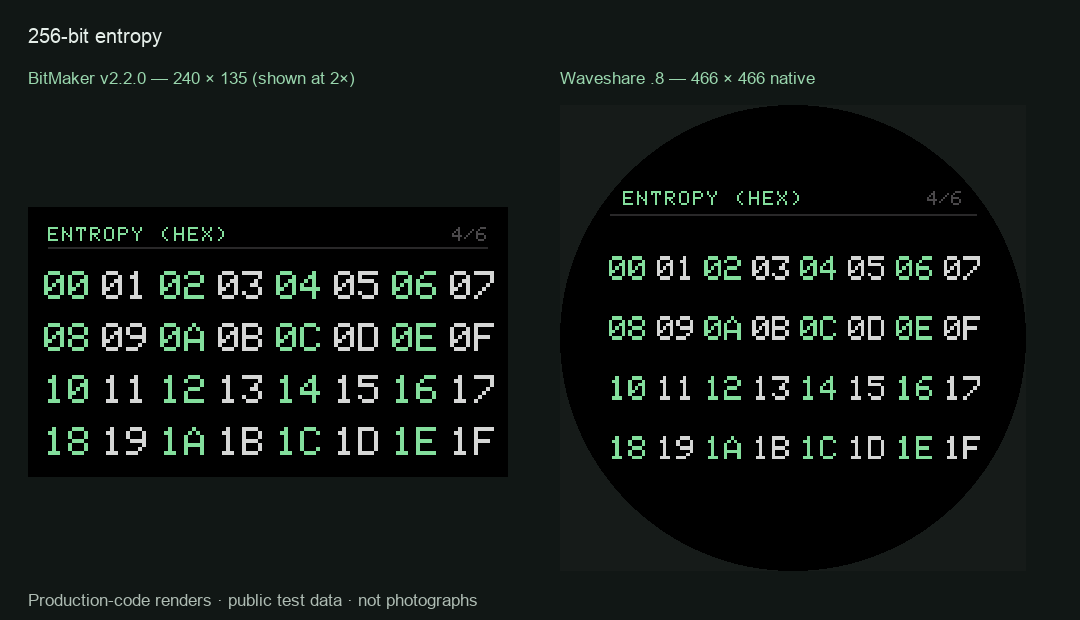 256-bit entropy
BitMaker v2.2.0 — 240 × 135 (shown at 2×)
ENTROPY (HEX) 4/6
00 01 02 03 04 05 06 07
08 09 0A 0B 0C 0D 0E 0F
10 11 12 13 14 15 16 17
18 19 1A 1B 1C 1D 1E 1F
Waveshare .8 — 466 × 466 native
ENTROPY (HEX) 4/6
00 01 02 03 04 05 06 07
08 09 0A 0B 0C 0D 0E 0F
10 11 12 13 14 15 16 17
18 19 1A 1B 1C 1D 1E 1F
Production-code renders · public test data · not photographs